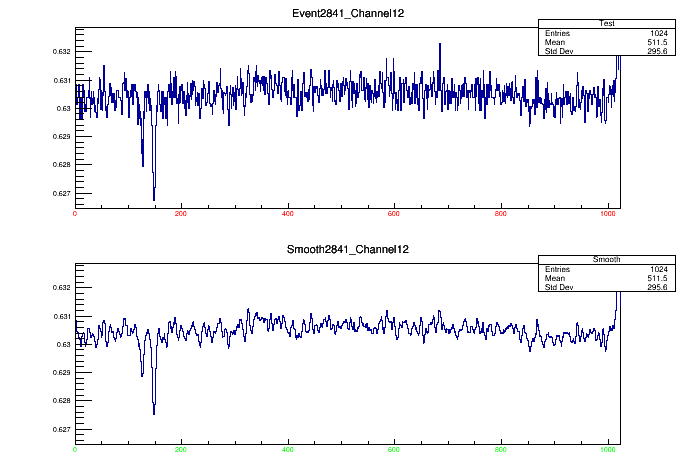 Event2841_Channel12
Test
Entries 1024
Mean 511.5
Std Dev 295.6
0.632
0.631
0.63
0.629
0.628
0.627
0 200 400 600 800 1000
Smooth2841_Channel12
Smooth
Entries 1024
Mean 511.5
Std Dev 295.6
0.632
0.631
0.63
0.629
0.628
0.627
0 200 400 600 800 1000